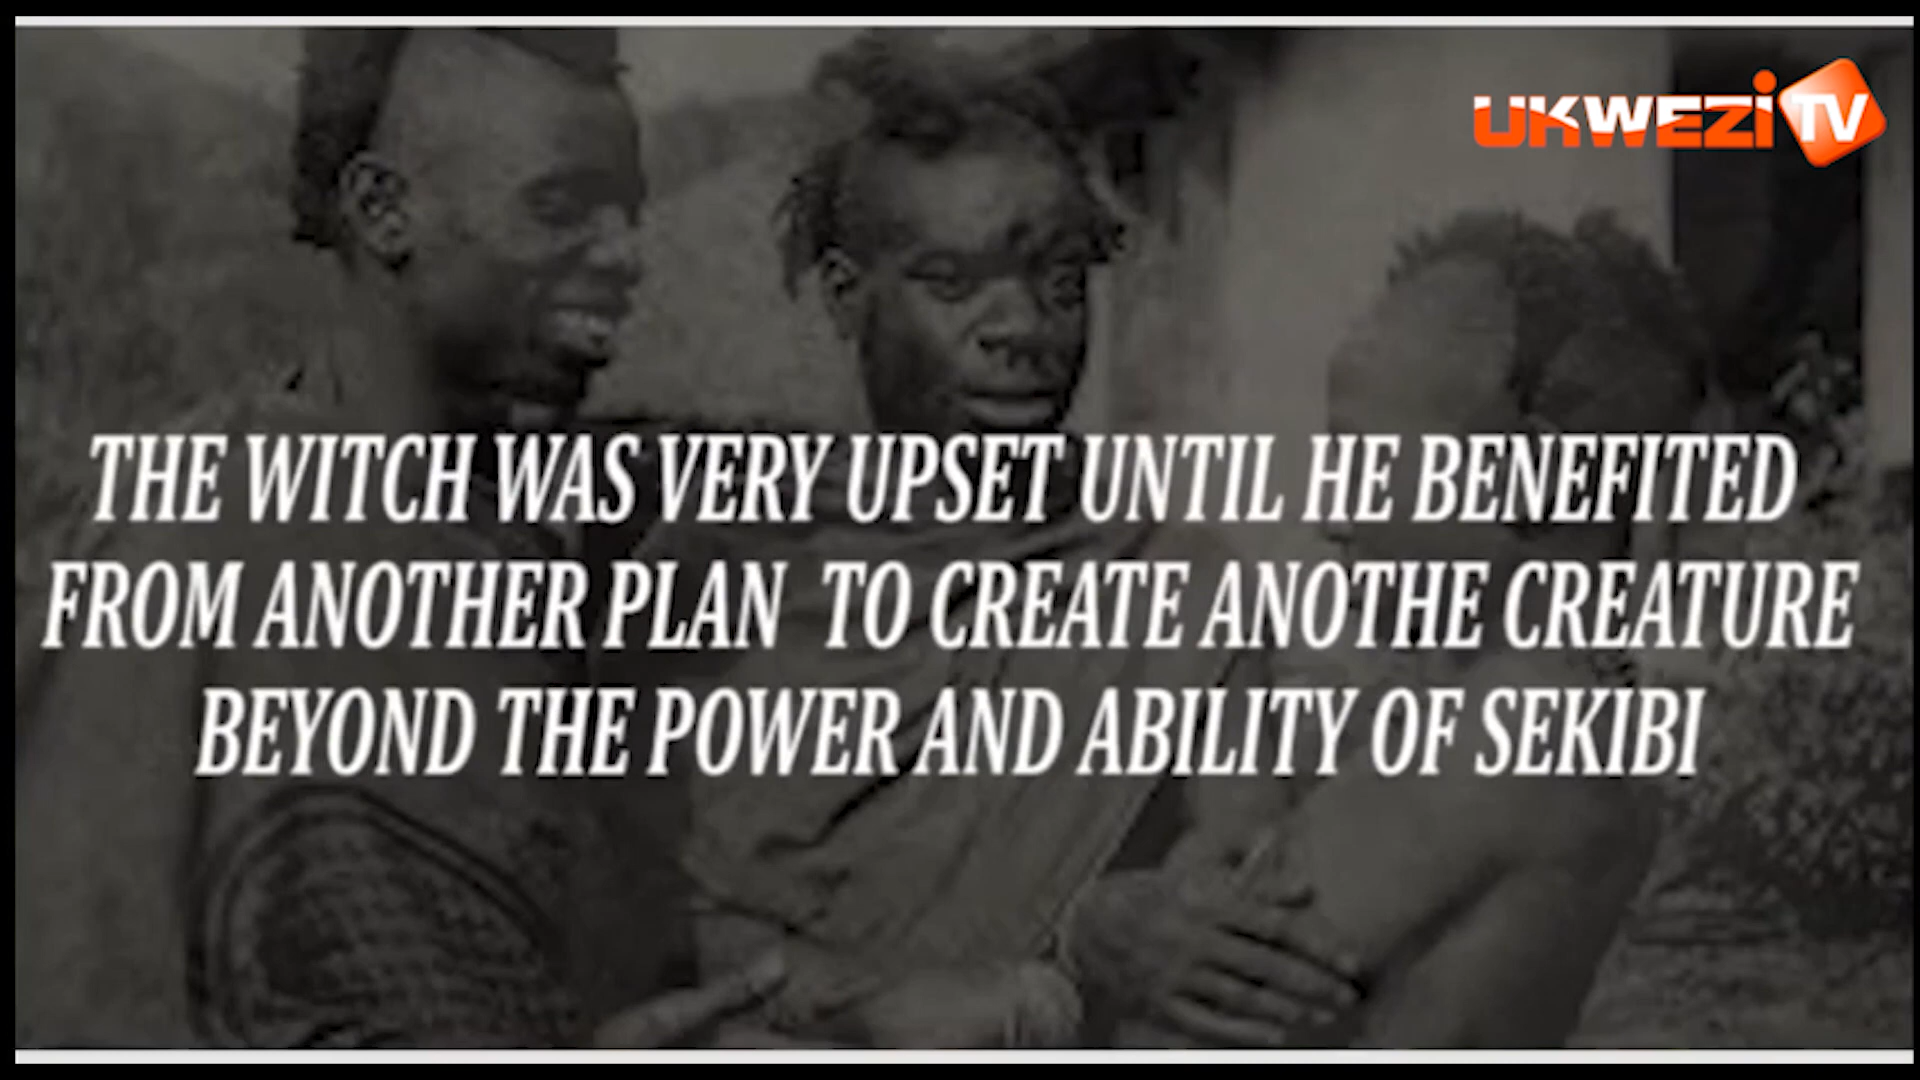 UKWEZI TV
THE WITCH WAS VERY UPSET UNTIL HE BENEFITED
FROM ANOTHER PLAN TO CREATE ANOTHE CREATURE
BEYOND THE POWER AND ABILITY OF SEKIBI